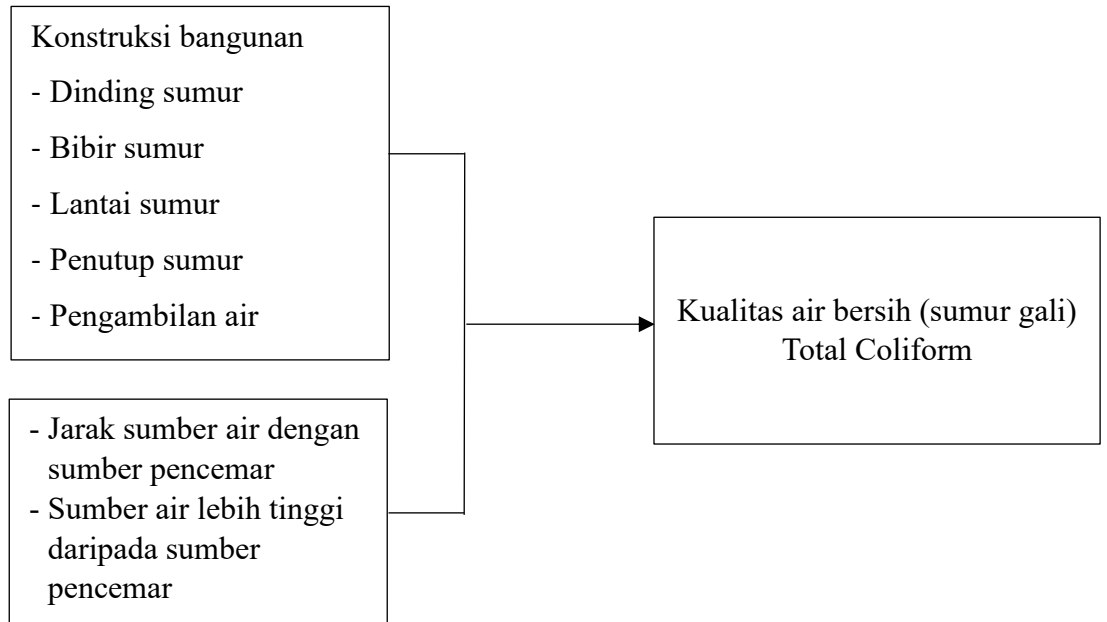 Konstruksi bangunan
- Dinding sumur
- Bibir sumur
- Lantai sumur
- Penutup sumur
- Pengambilan air
- Jarak sumber air dengan
sumber pencemar
- Sumber air lebih tinggi
daripada sumber
pencemar
Kualitas air bersih (sumur gali)
Total Coliform